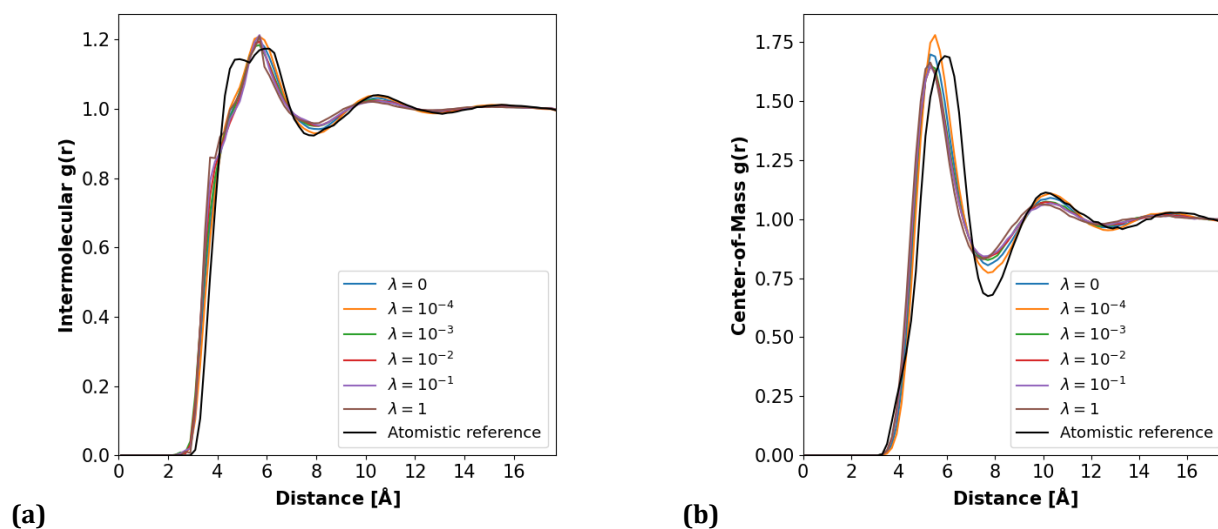 Intermolecular g(r)
1.2
1.0
0.8
0.6
0.4
0.2
0.0
0 2 4 6 8 10 12 14 16
Distance [Å]
λ = 0
λ = 10⁻⁴
λ = 10⁻³
λ = 10⁻²
λ = 10⁻¹
λ = 1
Atomistic reference
(a)
Center-of-Mass g(r)
1.75
1.50
1.25
1.00
0.75
0.50
0.25
0.00
0 2 4 6 8 10 12 14 16
Distance [Å]
λ = 0
λ = 10⁻⁴
λ = 10⁻³
λ = 10⁻²
λ = 10⁻¹
λ = 1
Atomistic reference
(b)